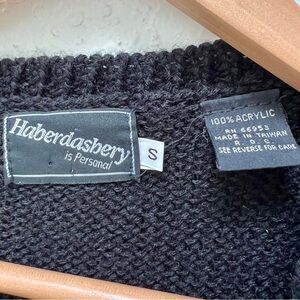 Haberdashery
is Personal
S
100% ACRYLIC
RN 66953
MADE IN TAIWAN
R. O. C.
SEE REVERSE FOR CARE